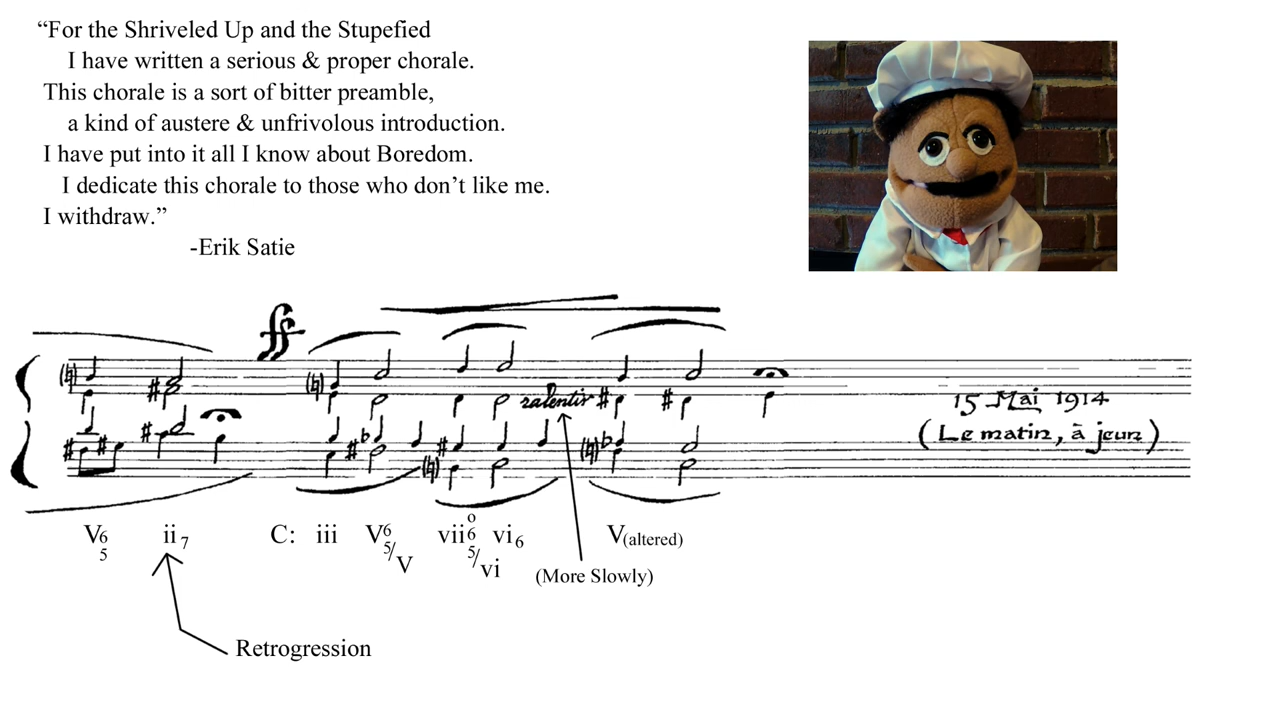 “For the Shriveled Up and the Stupefied
I have written a serious & proper chorale.
This chorale is a sort of bitter preamble,
a kind of austere & unfrivolous introduction.
I have put into it all I know about Boredom.
I dedicate this chorale to those who don’t like me.
I withdraw.”
-Erik Satie
ff
ralentir
15 Mai 1914
(Le matin, à jeun)
V6 5 ii7 C: iii V6 5/V vii o6 5/vi vi6 V(altered)
(More Slowly)
Retrogression